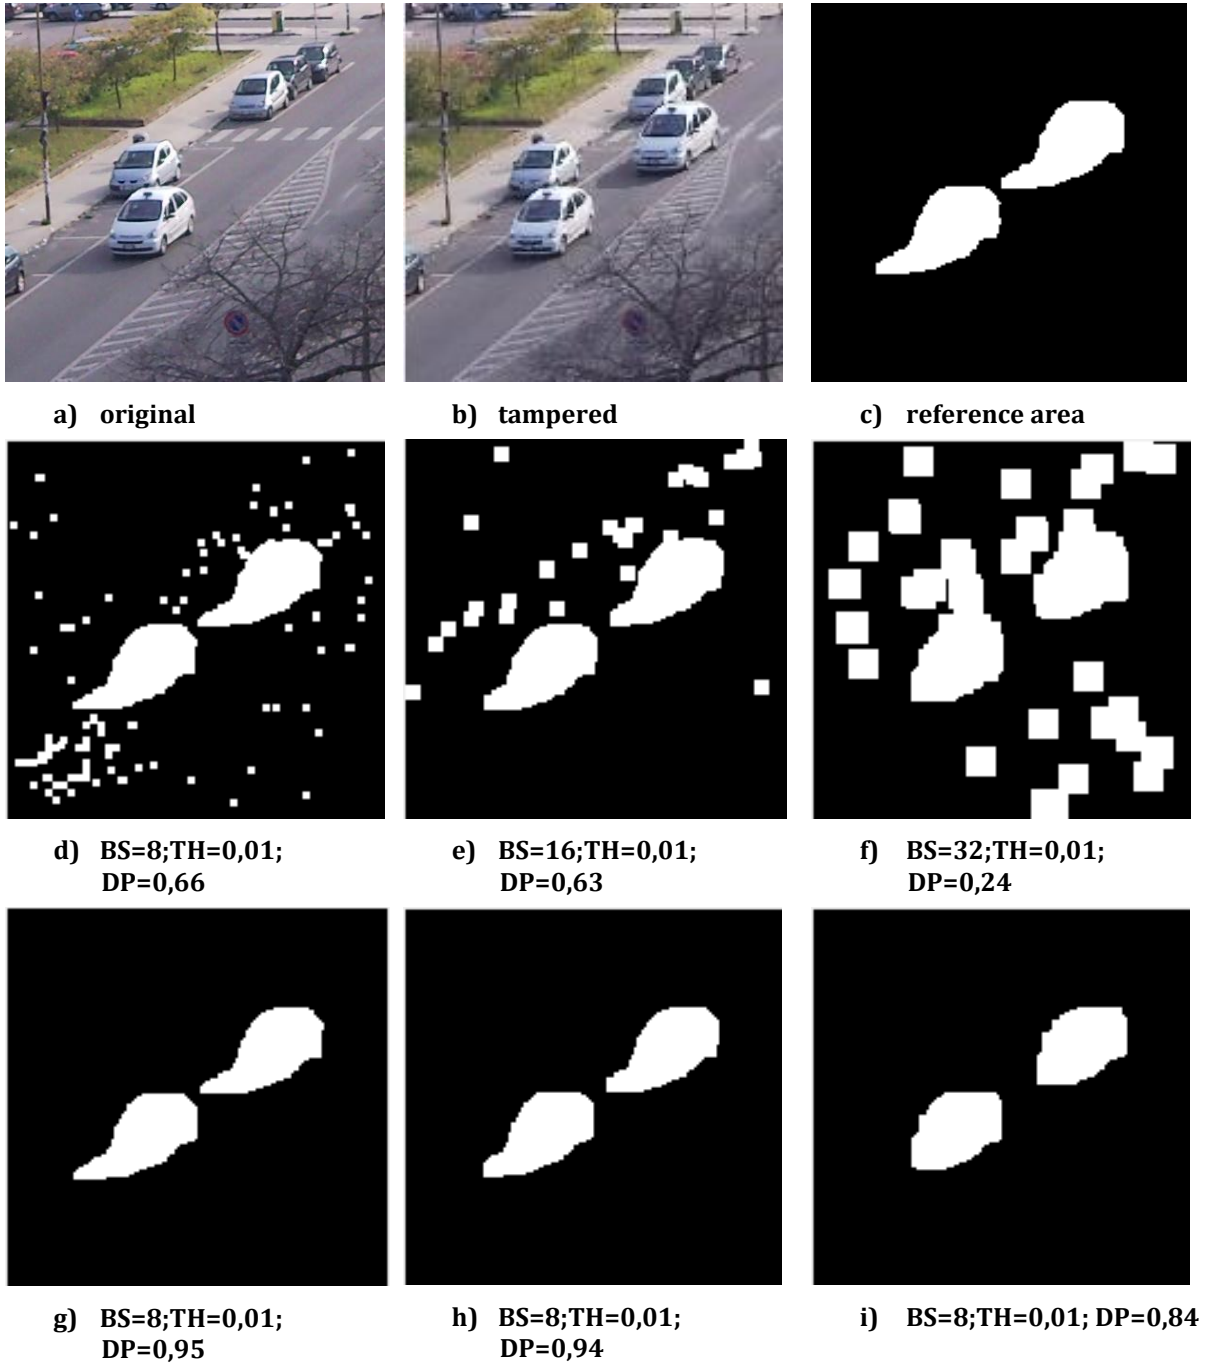 a) original
b) tampered
c) reference area
d) BS=8;TH=0,01;
DP=0,66
e) BS=16;TH=0,01;
DP=0,63
f) BS=32;TH=0,01;
DP=0,24
g) BS=8;TH=0,01;
DP=0,95
h) BS=8;TH=0,01;
DP=0,94
i) BS=8;TH=0,01; DP=0,84